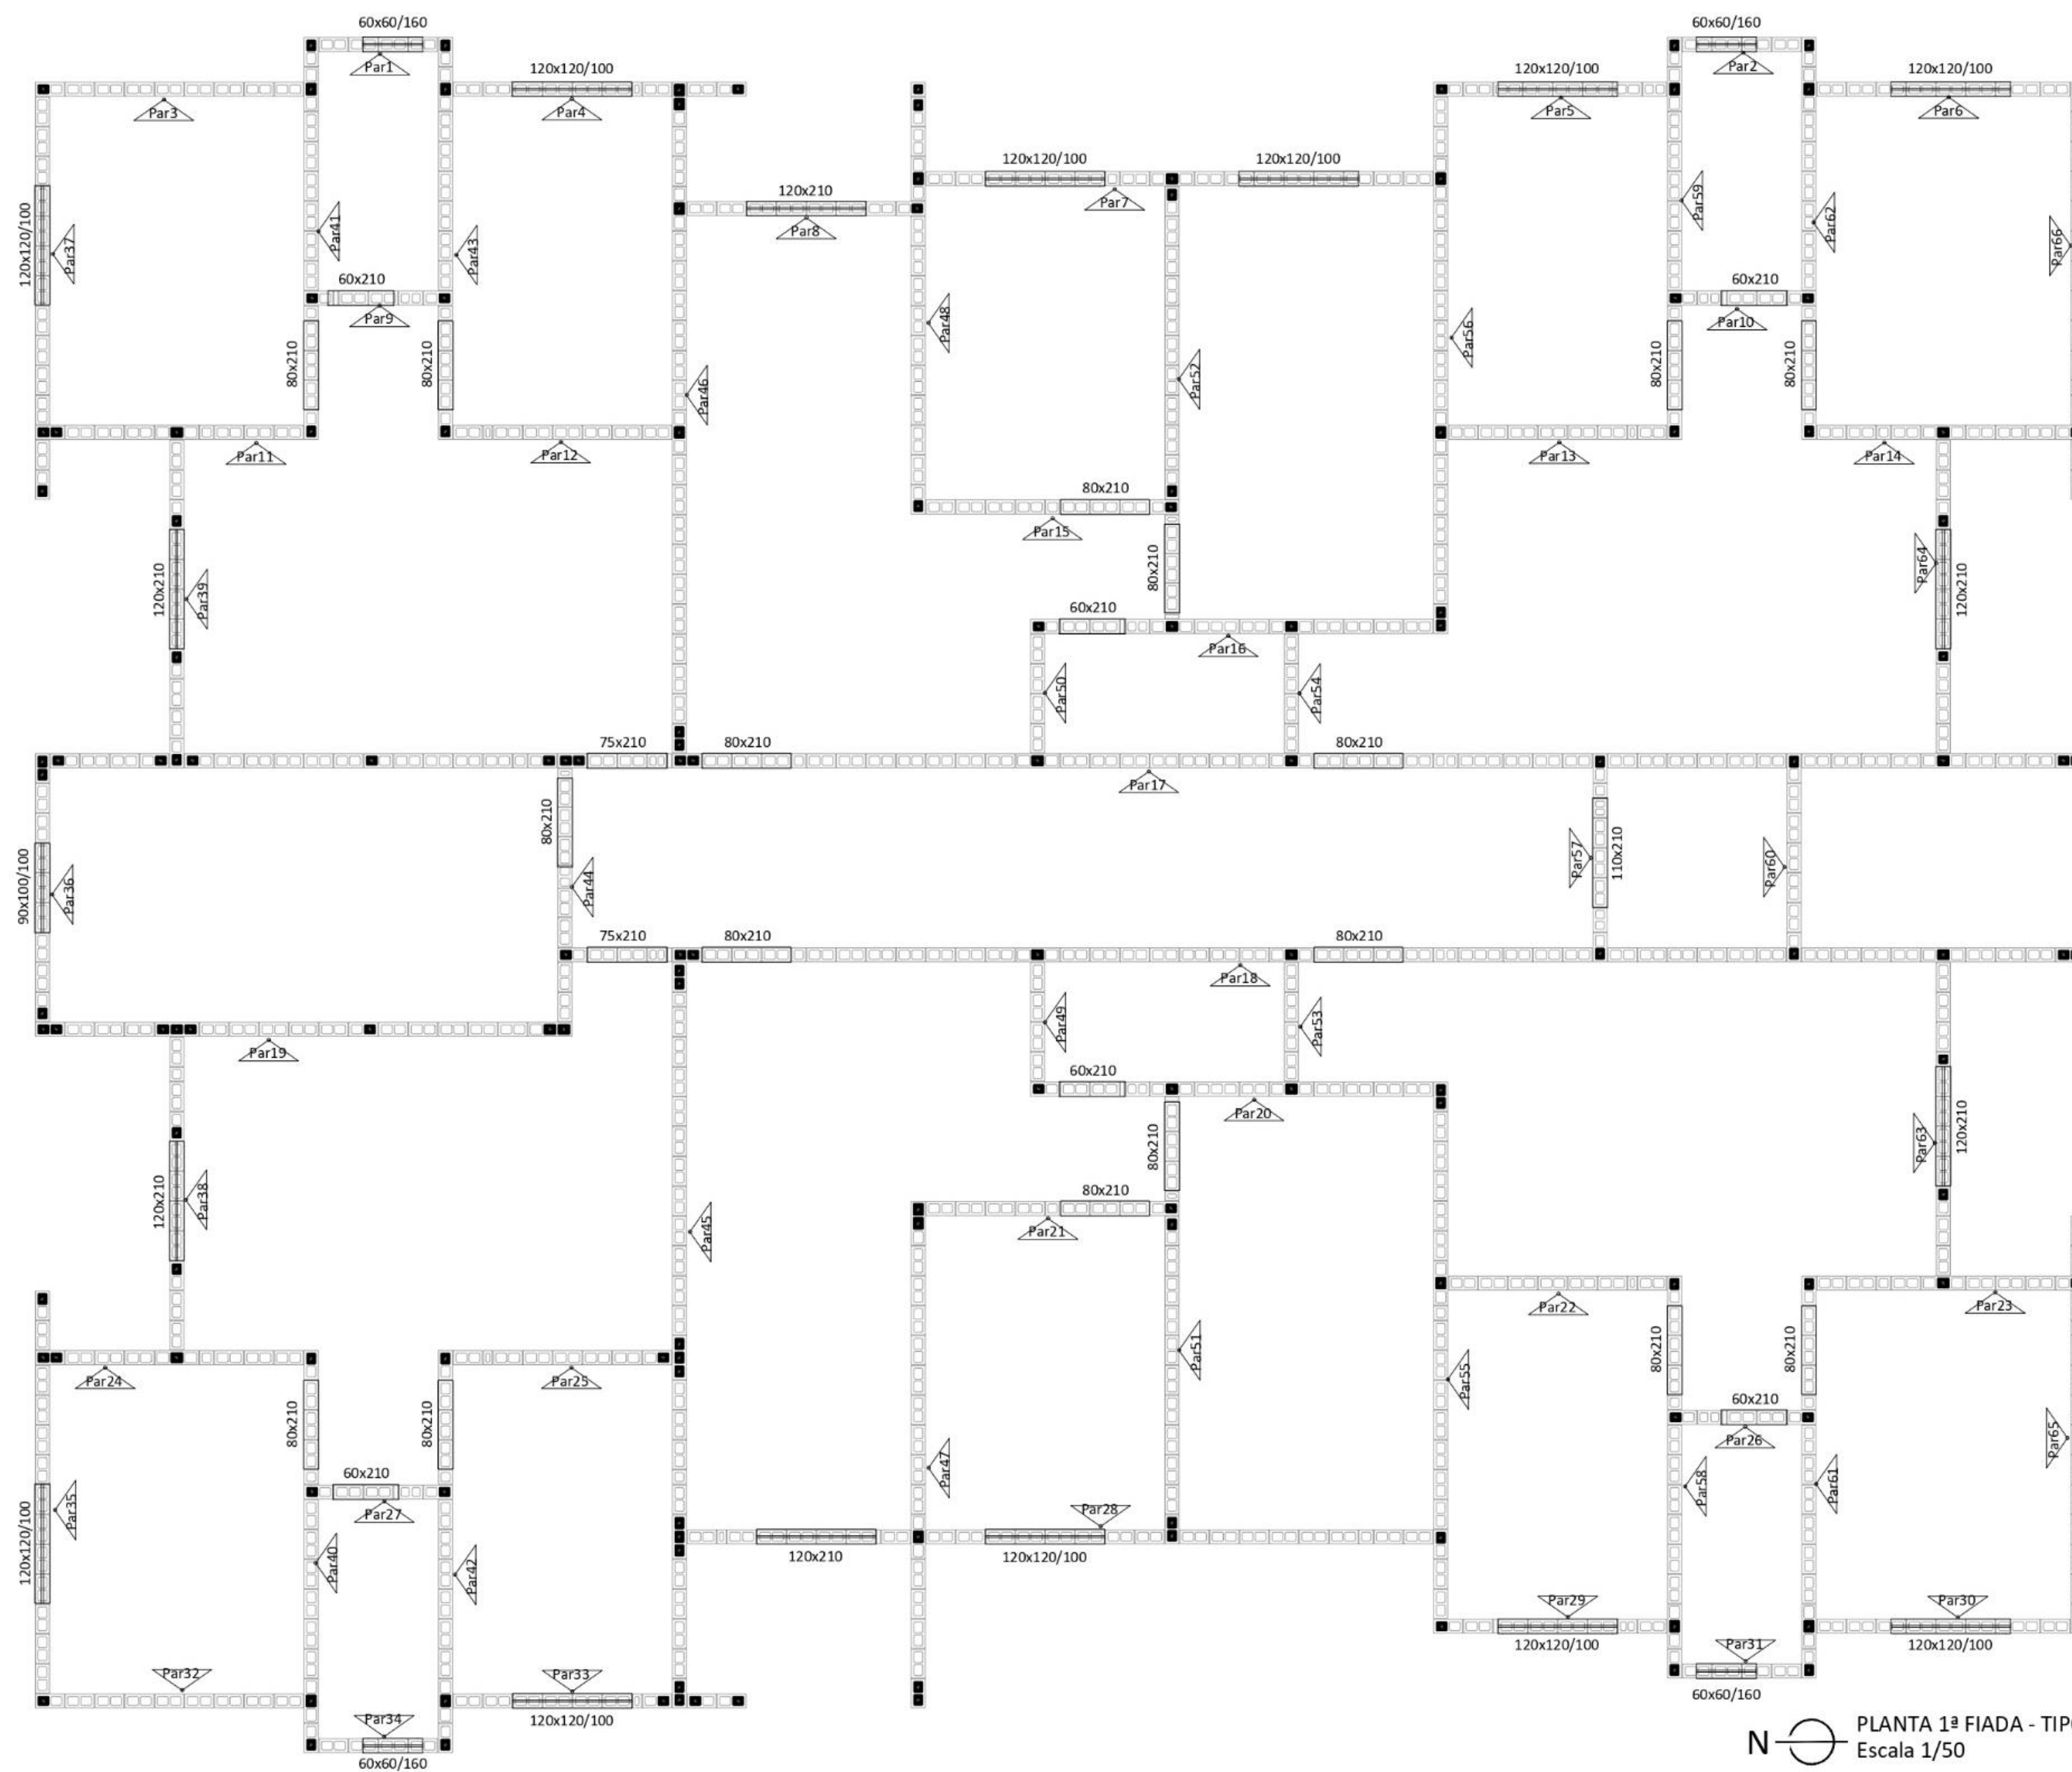 60x60/160
60x60/160
Par1
Par2
120x120/100
120x120/100
120x120/100
Par3
Par4
Par5
Par6
120x120/100
120x120/100
120x210
Par7
Par59
Par62
Par41
Par43
Par8
120x120/100
Par37
Par66
60x210
60x210
Par9
Par48
Par56
Par10
80x210
80x210
80x210
80x210
Par46
Par52
Par11
Par12
Par13
Par14
80x210
Par15
120x210
Par39
80x210
Par64
120x210
60x210
Par16
Par50
Par54
75x210
80x210
80x210
Par17
80x210
Par44
90x100/100
Par36
Par57
110x210
Par60
75x210
80x210
80x210
Par18
Par49
Par53
Par19
60x210
Par20
80x210
Par63
120x210
80x210
120x210
Par38
Par45
Par21
Par22
Par23
Par24
Par25
Par51
Par55
80x210
80x210
80x210
80x210
60x210
Par26
Par65
60x210
Par27
Par47
Par58
Par61
120x120/100
Par35
Par28
Par40
Par42
120x210
120x120/100
Par29
Par30
120x120/100
120x120/100
Par31
Par32
Par33
60x60/160
Par34
120x120/100
60x60/160
N
PLANTA 1ª FIADA - TIP
Escala 1/50